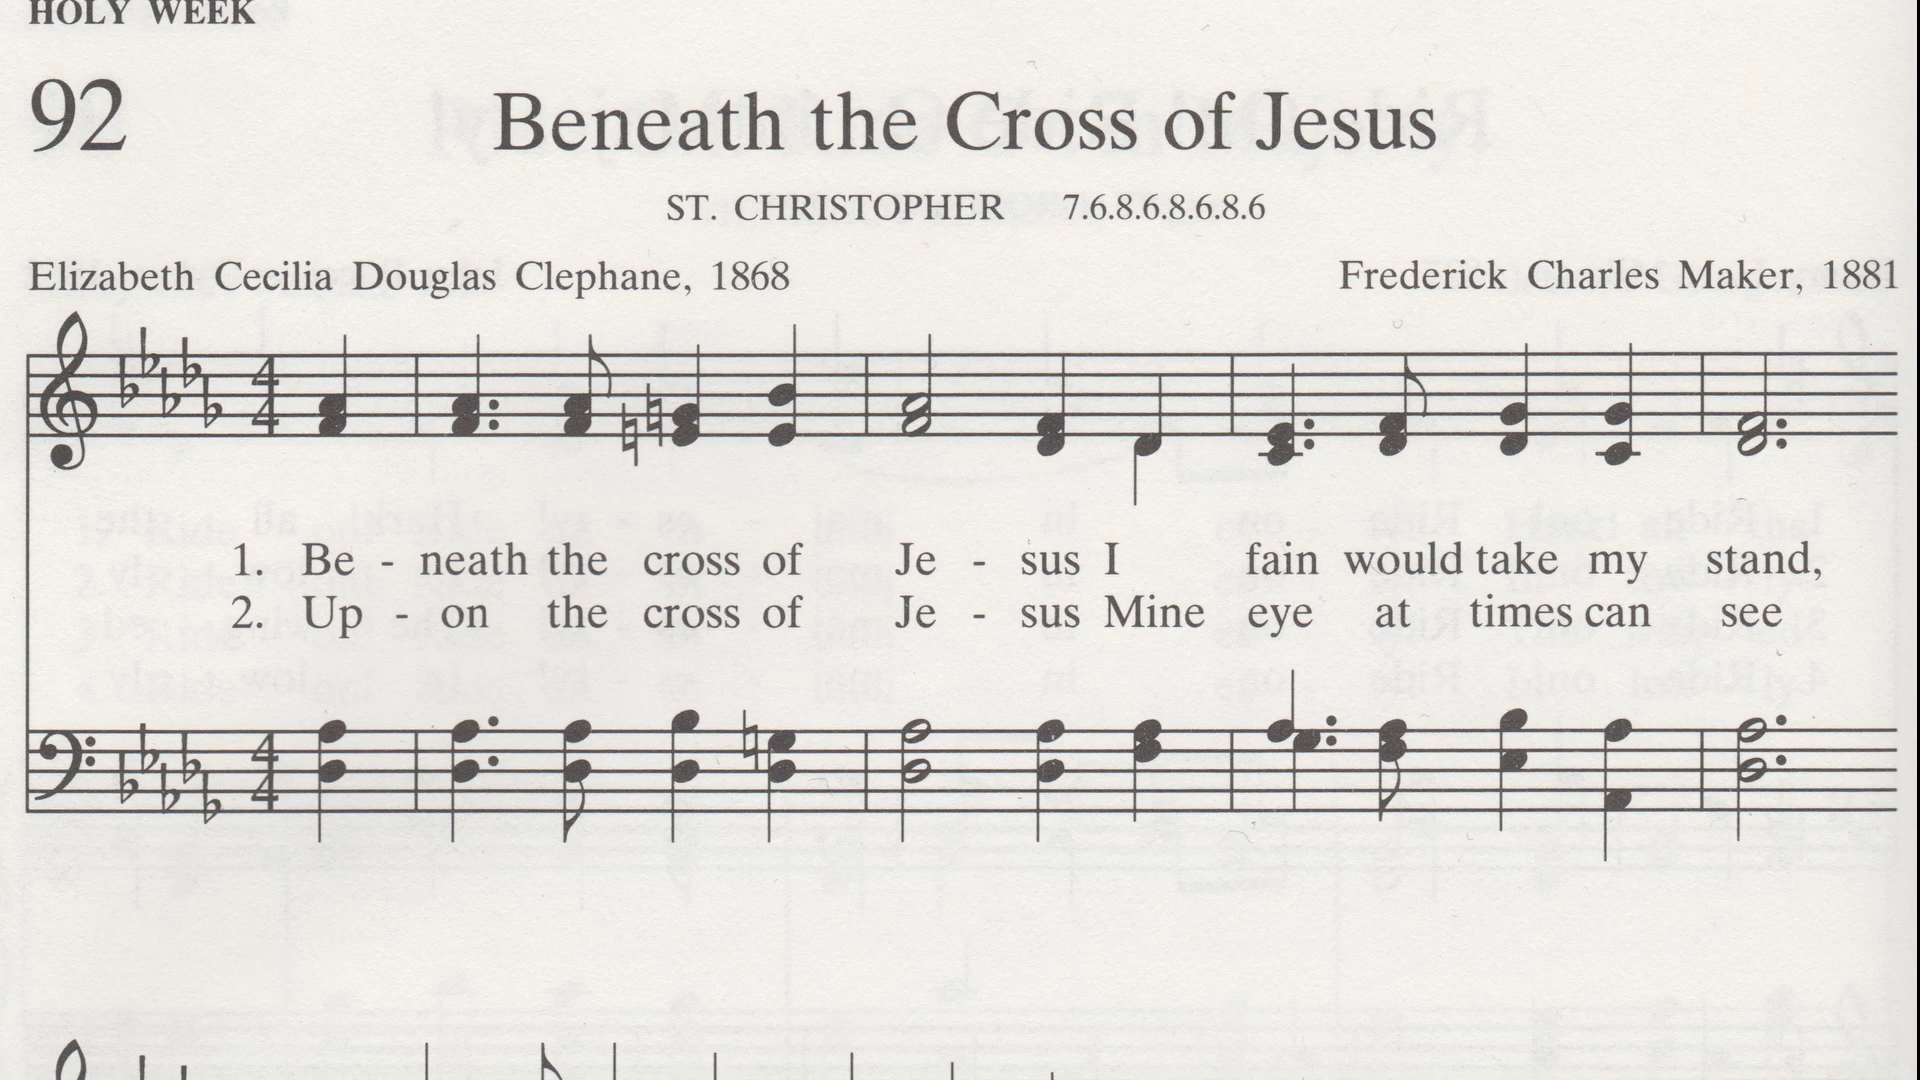 HOLY WEEK
92
Beneath the Cross of Jesus
ST. CHRISTOPHER 7.6.8.6.8.6.8.6
Elizabeth Cecilia Douglas Clephane, 1868
Frederick Charles Maker, 1881
4
4
1. Be - neath the cross of Je - sus I fain would take my stand,
2. Up - on the cross of Je - sus Mine eye at times can see
4
4